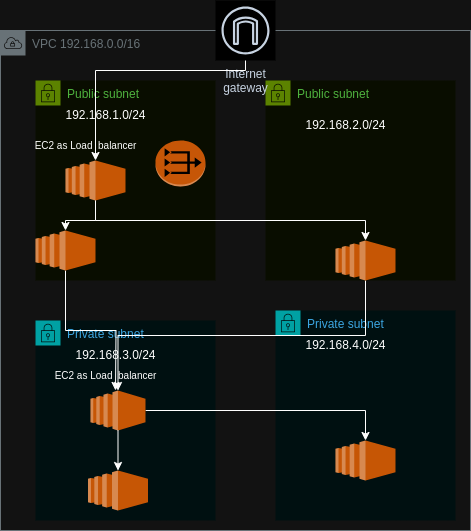 VPC 192.168.0.0/16
Internet
gateway
Public subnet
192.168.1.0/24
Public subnet
192.168.2.0/24
EC2 as Load balancer
Private subnet
192.168.3.0/24
EC2 as Load balancer
Private subnet
192.168.4.0/24